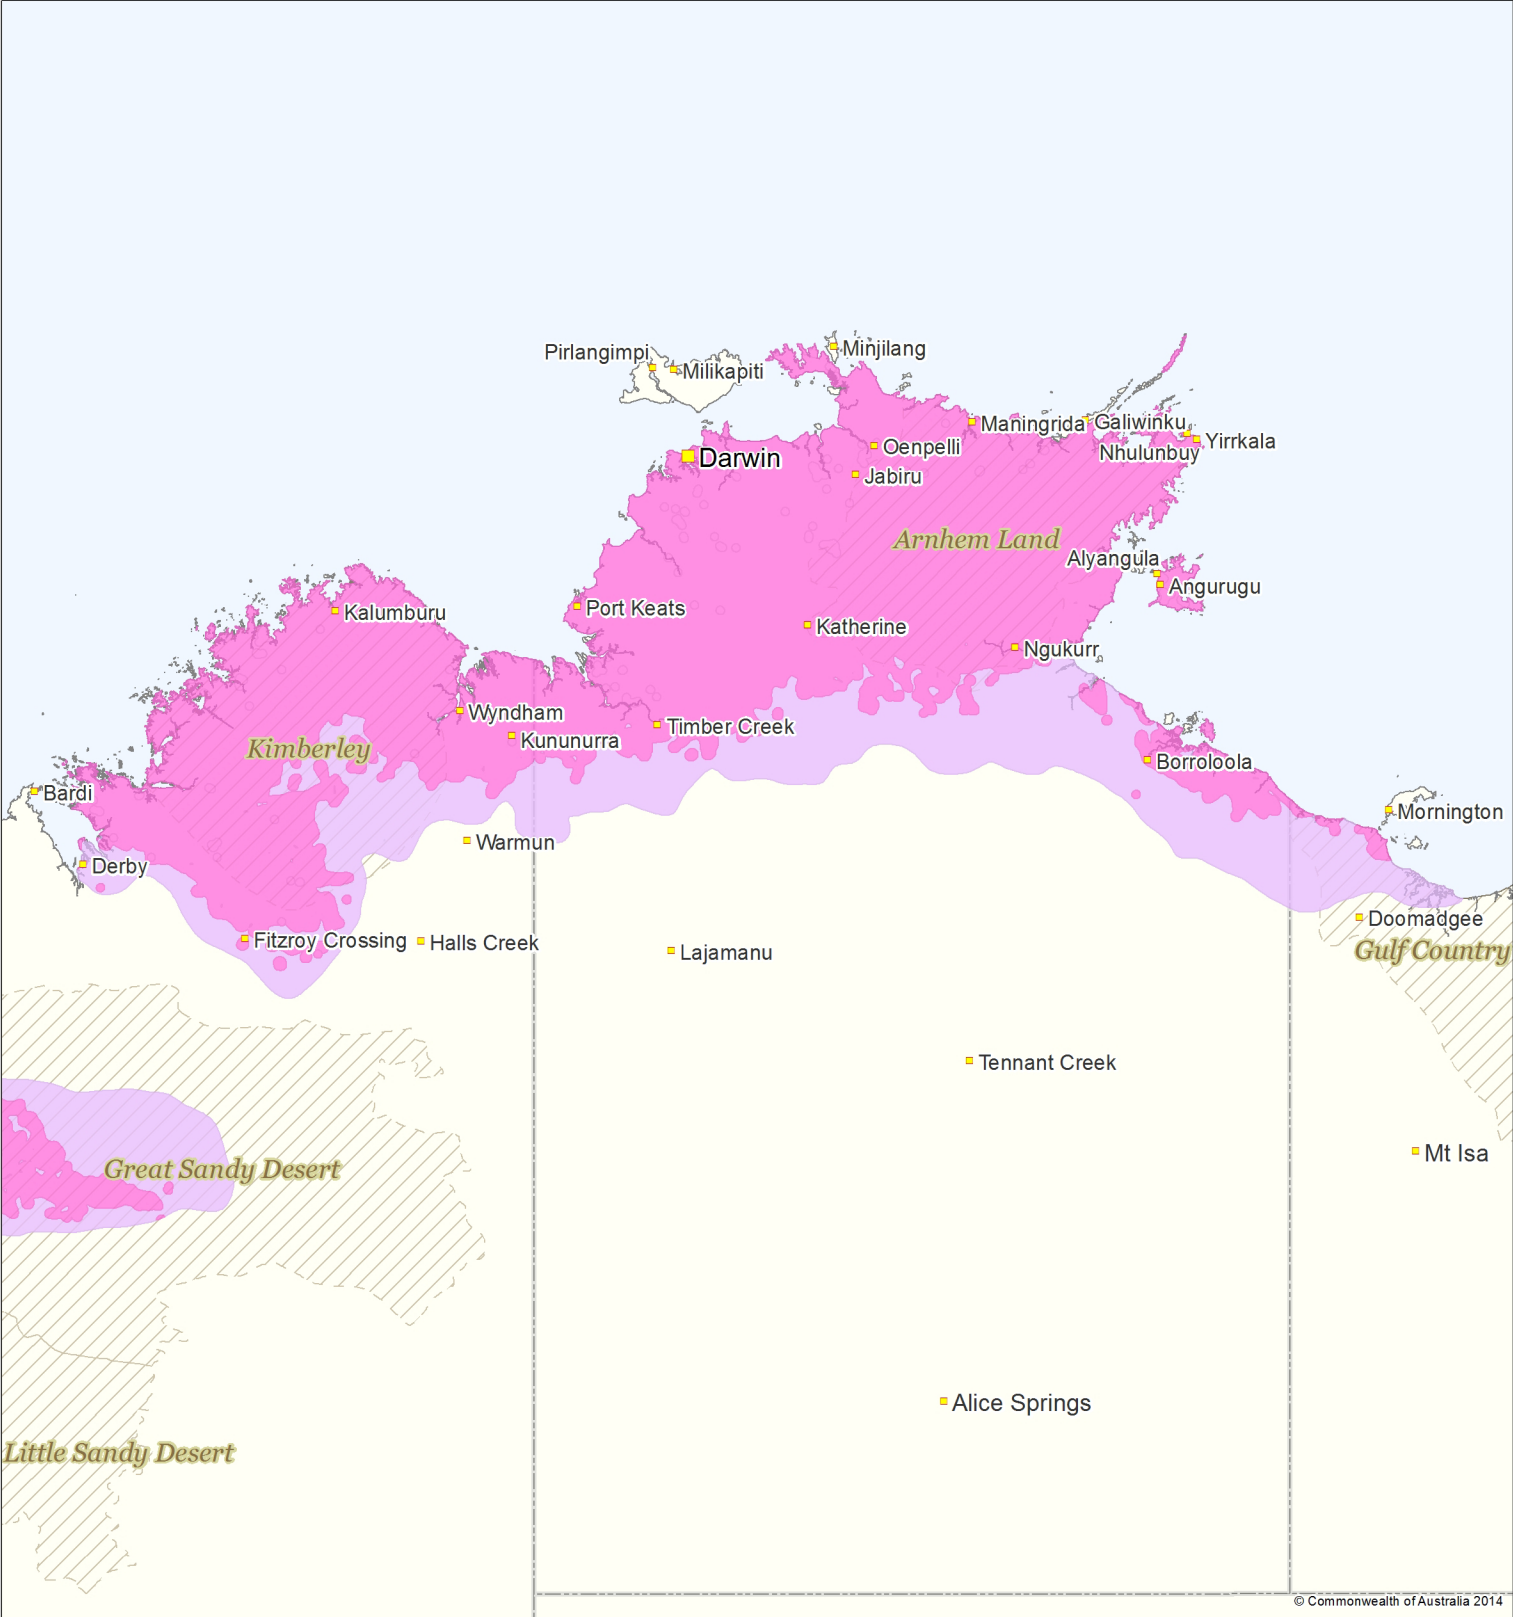 Minjilang
Pirlangimpi
Milikapiti
Maningrida
Galiwinku
Yirrkala
Oenpelli
Nhulunbuy
Darwin
Jabiru
Arnhem Land
Alyangula
Angurugu
Port Keats
Kalumburu
Katherine
Ngukurr
Wyndham
Timber Creek
Kununurra
Kimberley
Borroloola
Bardi
Mornington
Warmun
Derby
Doomadgee
Fitzroy Crossing
Halls Creek
Lajamanu
Gulf Country
Tennant Creek
Mt Isa
Great Sandy Desert
Alice Springs
Little Sandy Desert
© Commonwealth of Australia 2014